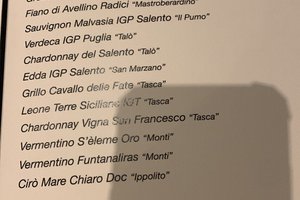 Fiano di Avellino Radici "Mastroberardino"
Sauvignon Malvasia IGP Salento "Il Pumo"
Verdeca IGP Puglia "Talò"
Chardonnay del Salento "Talò"
Edda IGP Salento "San Marzano"
Grillo Cavallo delle Fate "Tasca"
Leone Terre Siciliane IGT "Tasca"
Chardonnay Vigna San Francesco "Tasca"
Vermentino S'èleme Oro "Monti"
Vermentino Funtanaliras "Monti"
Cirò Mare Chiaro Doc "Ippolito"